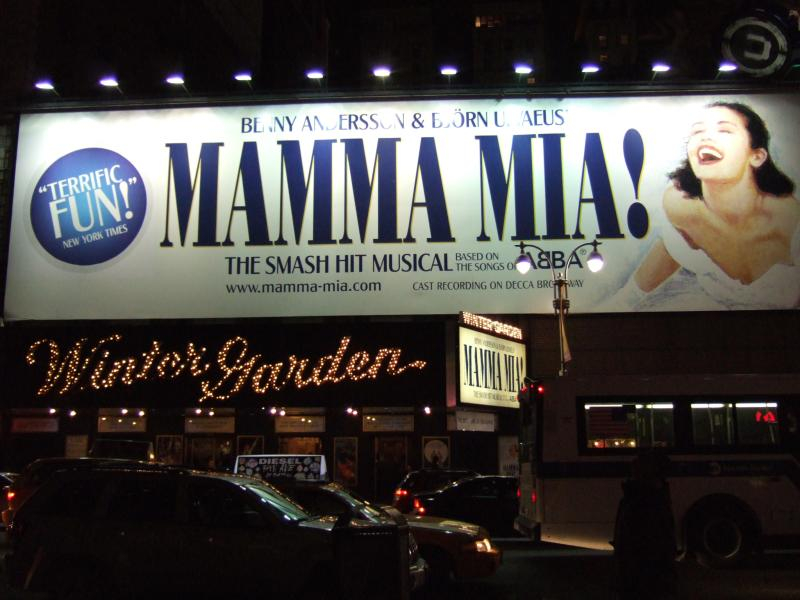 BENNY ANDERSSON & BJÖRN ULVAEUS'
"TERRIFIC FUN!"
NEW YORK TIMES
MAMMA MIA!
THE SMASH HIT MUSICAL BASED ON THE SONGS OF ABBA®
www.mamma-mia.com
CAST RECORDING ON DECCA BROADWAY
Winter Garden
WINTER GARDEN
MAMMA MIA!
DIESEL